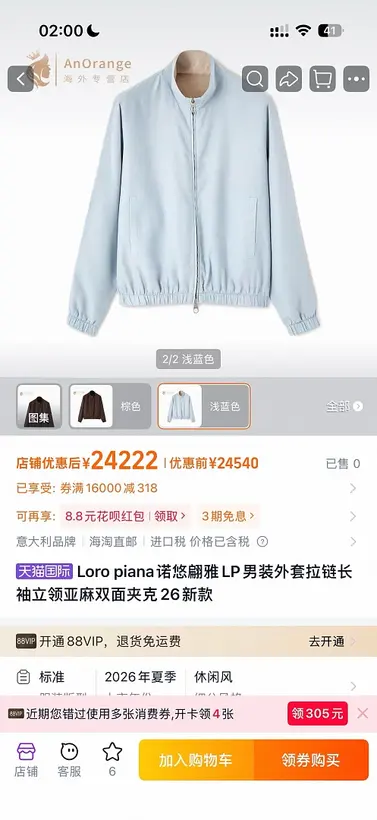 02:00
41
AnOrange
海外专营店
2/2 浅蓝色
图集
棕色
浅蓝色
全部
店铺优惠后¥24222 优惠前¥24540
已售 0
已享受: 券满16000减318
可再享: 8.8元花呗红包 领取> 3期免息>
意大利品牌 海淘直邮 进口税 价格已含税 ?
天猫国际 Loro piana诺悠翩雅LP男装外套拉链长
袖立领亚麻双面夹克26新款
88VIP 开通88VIP，退货免运费 去开通
标准 2026年夏季 休闲风
88VIP 近期您错过使用多张消费券,开卡领4张 领305元
店铺
客服
6
加入购物车
领券购买